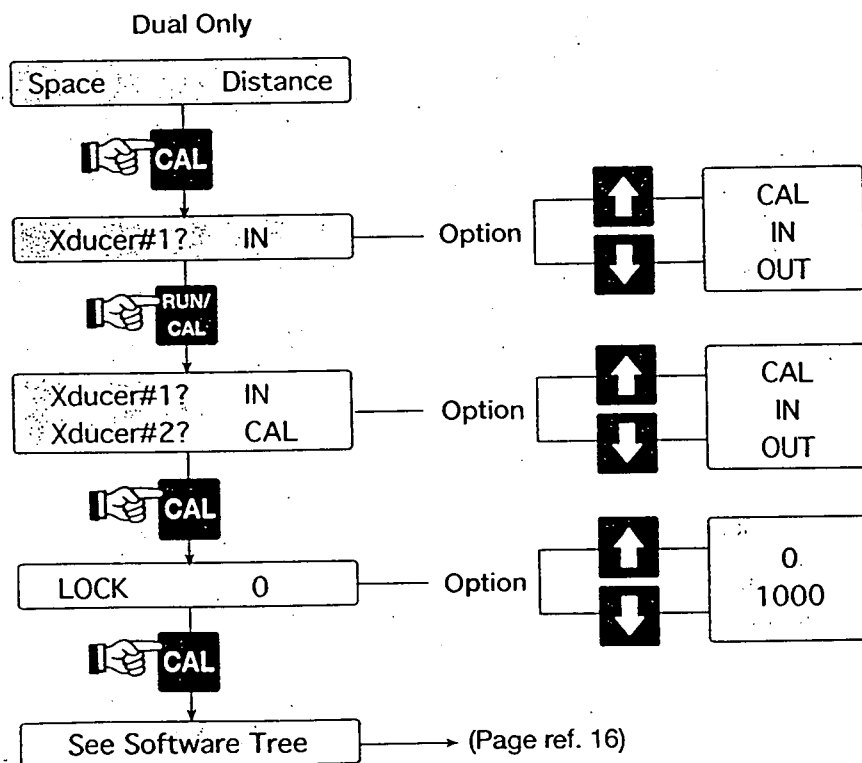 Dual Only
Space Distance
CAL
Xducer#1? IN
Option
CAL
IN
OUT
RUN/
CAL
Xducer#1? IN
Xducer#2? CAL
Option
CAL
IN
OUT
CAL
LOCK 0
Option
0
1000
CAL
See Software Tree
(Page ref. 16)